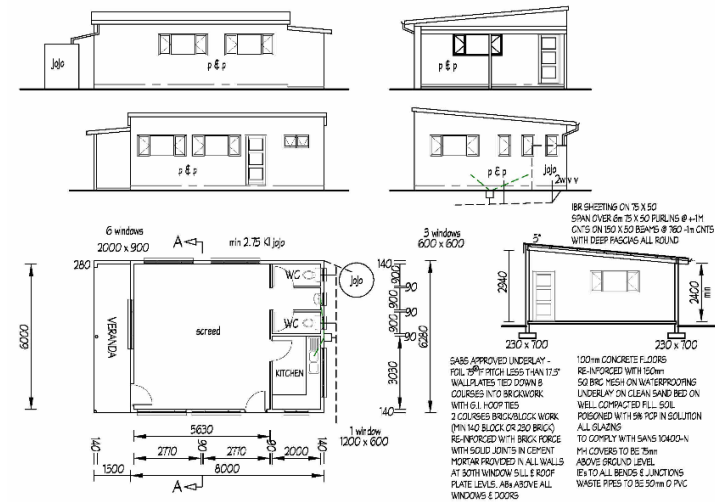 jojo
p & p
p & p
p & p
p & p
jojo
2w v v
IBR SHEETING ON 75 X 50
SPAN OVER 6m 75 X 50 PURLINS @ +-1M
CNTS ON 150 X 50 BEAMS @ 760 -1m CNTS
WITH DEEP FASCIAS ALL ROUND
6 windows
2000 x 900
A
min 2.75 Kl jojo
3 windows
600 x 600
5°
280
140
WC
jojo
900
90
900
90
900
6000
VERANDA
screed
WC
6280
KITCHEN
3030
140
2940
2400
min
230 x 700
230 x 700
1 window
1200 x 600
5630
140
2770
90
2770
90
2000
140
1500
8000
A
SABS APPROVED UNDERLAY -
FOIL IF PITCH LESS THAN 17.5°
WALLPLATES TIED DOWN 8
COURSES INTO BRICKWORK
WITH G.I. HOOP TIES
2 COURSES BRICK/BLOCK WORK
(MIN 140 BLOCK OR 230 BRICK)
RE-INFORCED WITH BRICK FORCE
WITH SOLID JOINTS IN CEMENT
MORTAR PROVIDED IN ALL WALLS
AT BOTH WINDOW SILL & ROOF
PLATE LEVLS. ABs ABOVE ALL
WINDOWS & DOORS
100mm CONCRETE FLOORS
RE-INFORCED WITH 150mm
SQ BRC MESH ON WATERPROOFING
UNDERLAY ON CLEAN SAND BED ON
WELL COMPACTED FILL SOIL
POISONED WITH 5% PCP IN SOLUTION
ALL GLAZING
TO COMPLY WITH SANS 10400-N
MH COVERS TO BE 75mm
ABOVE GROUND LEVEL
IE's TO ALL BENDS & JUNCTIONS
WASTE PIPES TO BE 50mm O PVC